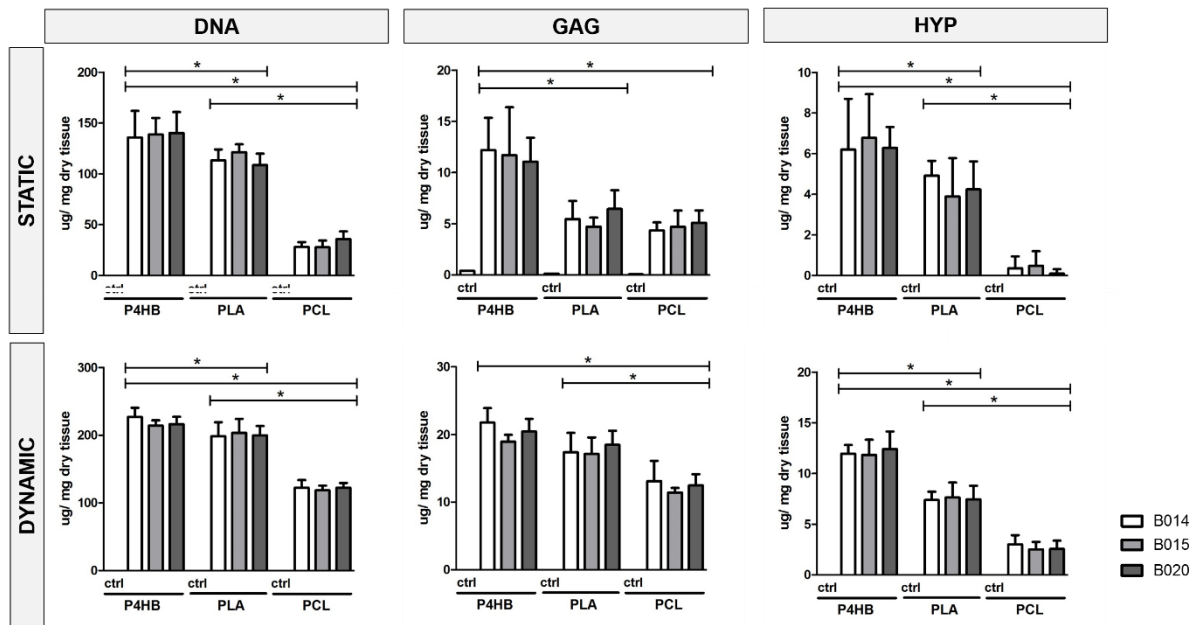 DNA
GAG
HYP
STATIC
ug/ mg dry tissue
200
150
100
50
0
*
*
*
ctrl ctrl ctrl
P4HB PLA PCL
ug/ mg dry tissue
20
15
10
5
0
*
*
ctrl ctrl ctrl
P4HB PLA PCL
ug/ mg dry tissue
10
8
6
4
2
0
*
*
*
ctrl ctrl ctrl
P4HB PLA PCL
DYNAMIC
ug/ mg dry tissue
300
200
100
0
*
*
*
ctrl ctrl ctrl
P4HB PLA PCL
ug/ mg dry tissue
30
20
10
0
*
*
ctrl ctrl ctrl
P4HB PLA PCL
ug/ mg dry tissue
20
15
10
5
0
*
*
*
ctrl ctrl ctrl
P4HB PLA PCL
B014
B015
B020